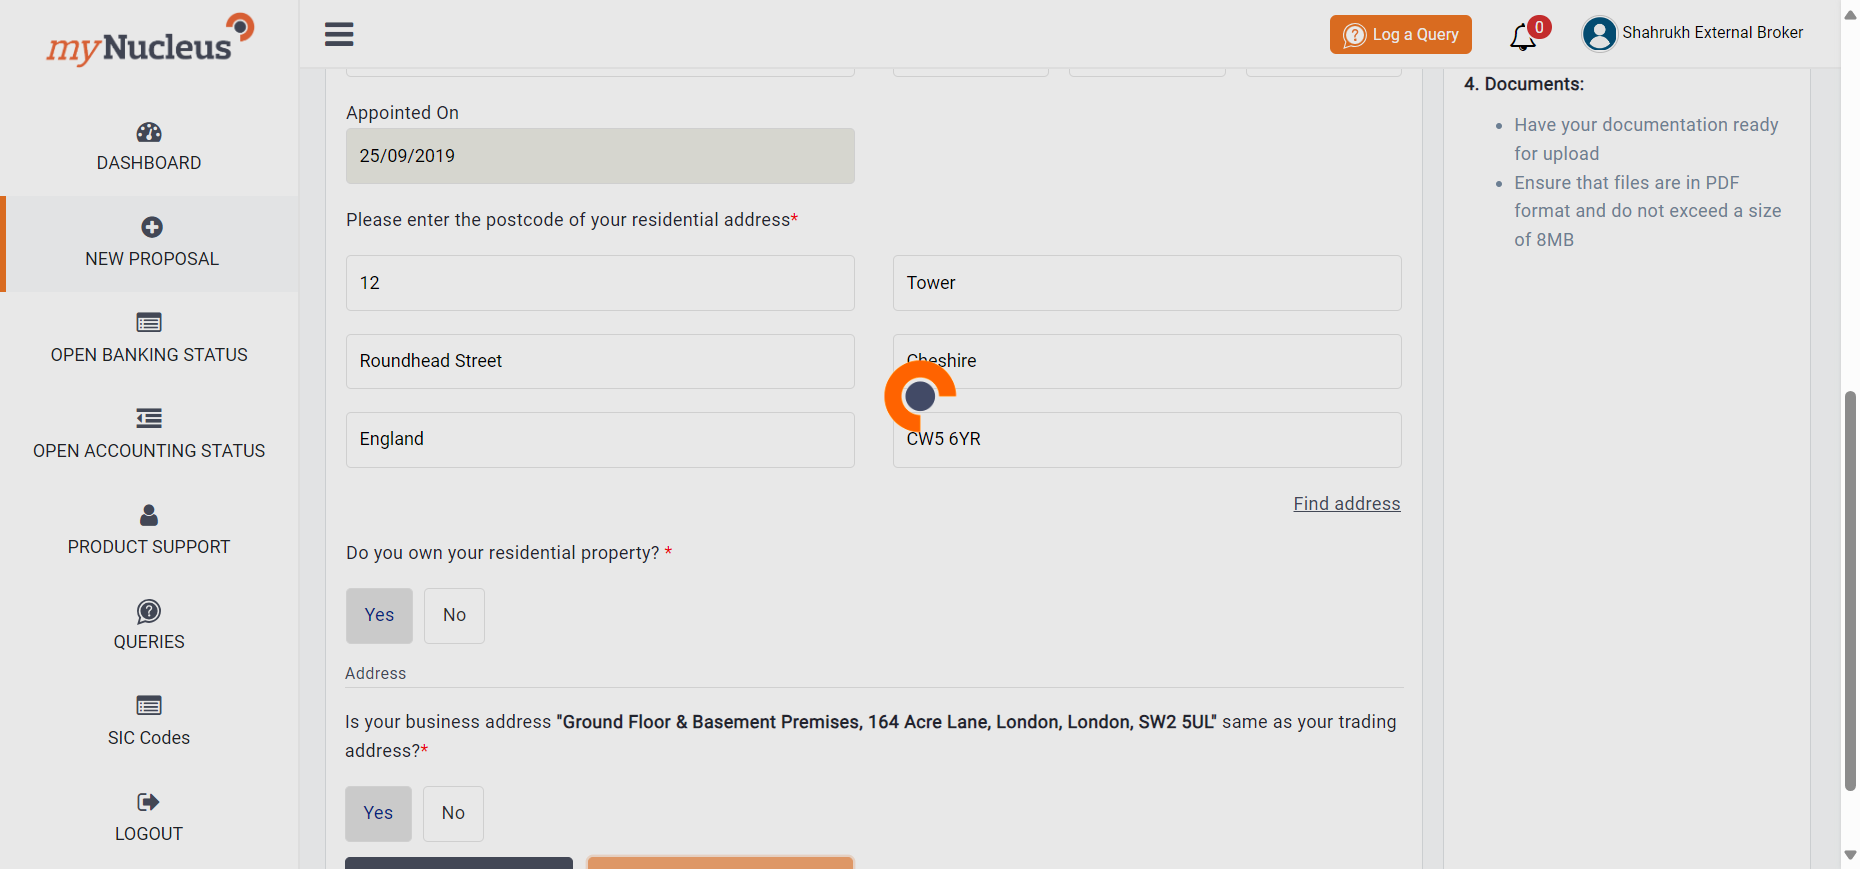 myNucleus
Log a Query
0
Shahrukh External Broker
DASHBOARD
NEW PROPOSAL
OPEN BANKING STATUS
OPEN ACCOUNTING STATUS
PRODUCT SUPPORT
QUERIES
SIC Codes
LOGOUT
Appointed On
25/09/2019
Please enter the postcode of your residential address*
12
Tower
Roundhead Street
Cheshire
England
CW5 6YR
Find address
Do you own your residential property? *
Yes
No
Address
Is your business address "Ground Floor & Basement Premises, 164 Acre Lane, London, London, SW2 5UL" same as your trading
address?*
Yes
No
4. Documents:
Have your documentation ready
for upload
Ensure that files are in PDF
format and do not exceed a size
of 8MB